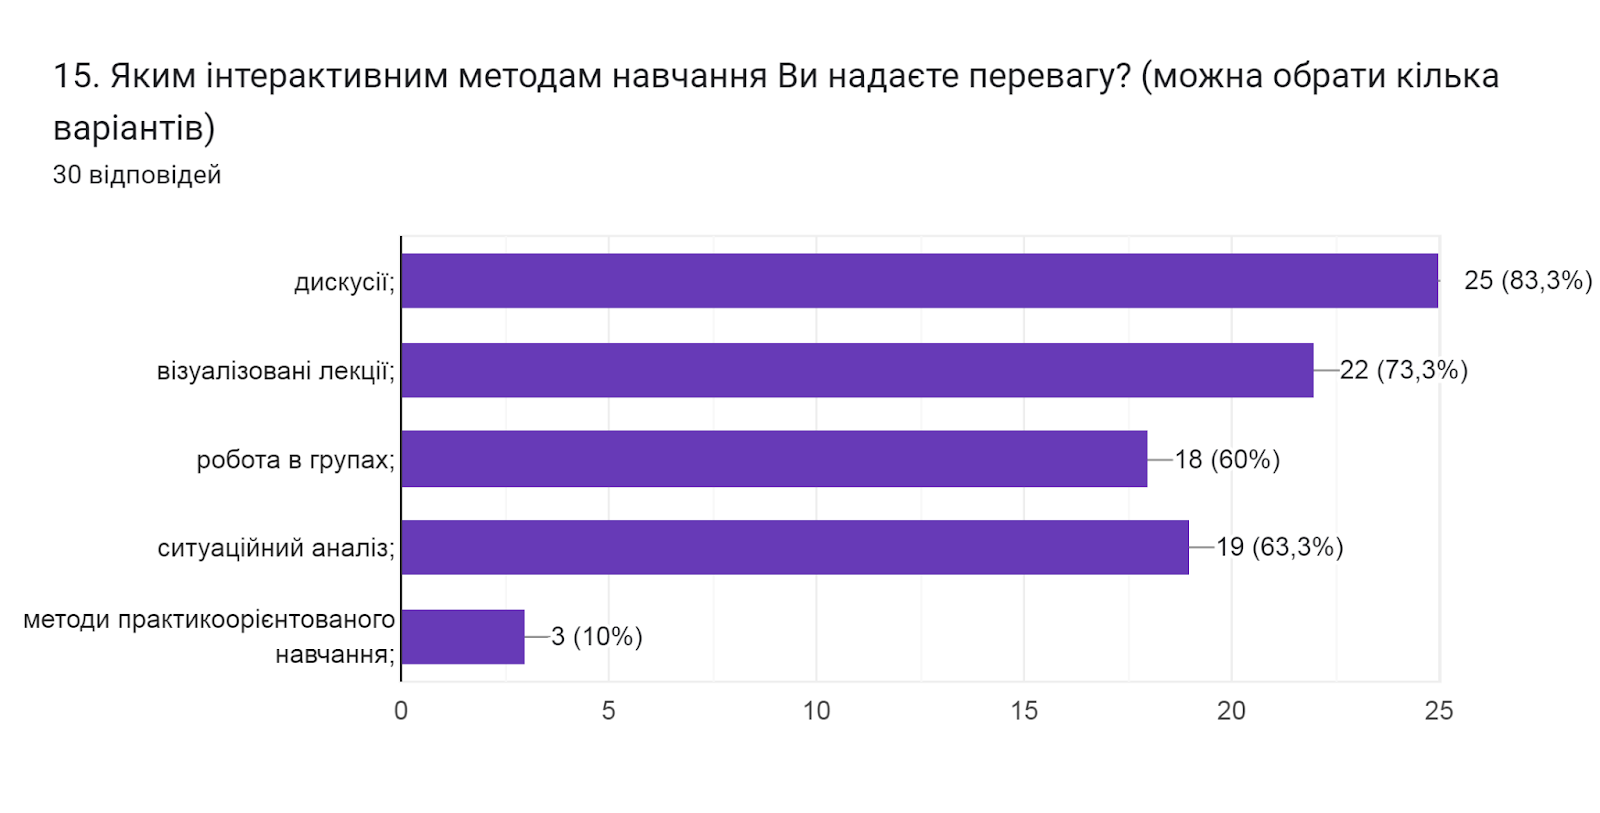 15. Яким інтерактивним методам навчання Ви надаєте перевагу? (можна обрати кілька
варіантів)
30 відповідей
дискусії;
25 (83,3%)
візуалізовані лекції;
22 (73,3%)
робота в групах;
18 (60%)
ситуаційний аналіз;
19 (63,3%)
методи практикоорієнтованого
навчання;
3 (10%)
0 5 10 15 20 25